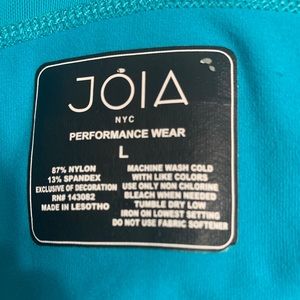 JOIA
NYC
PERFORMANCE WEAR
L
87% NYLON
13% SPANDEX
EXCLUSIVE OF DECORATION
RN# 143082
MADE IN LESOTHO
MACHINE WASH COLD
WITH LIKE COLORS
USE ONLY NON CHLORINE
BLEACH WHEN NEEDED
TUMBLE DRY LOW
IRON ON LOWEST SETTING
DO NOT USE FABRIC SOFTENER